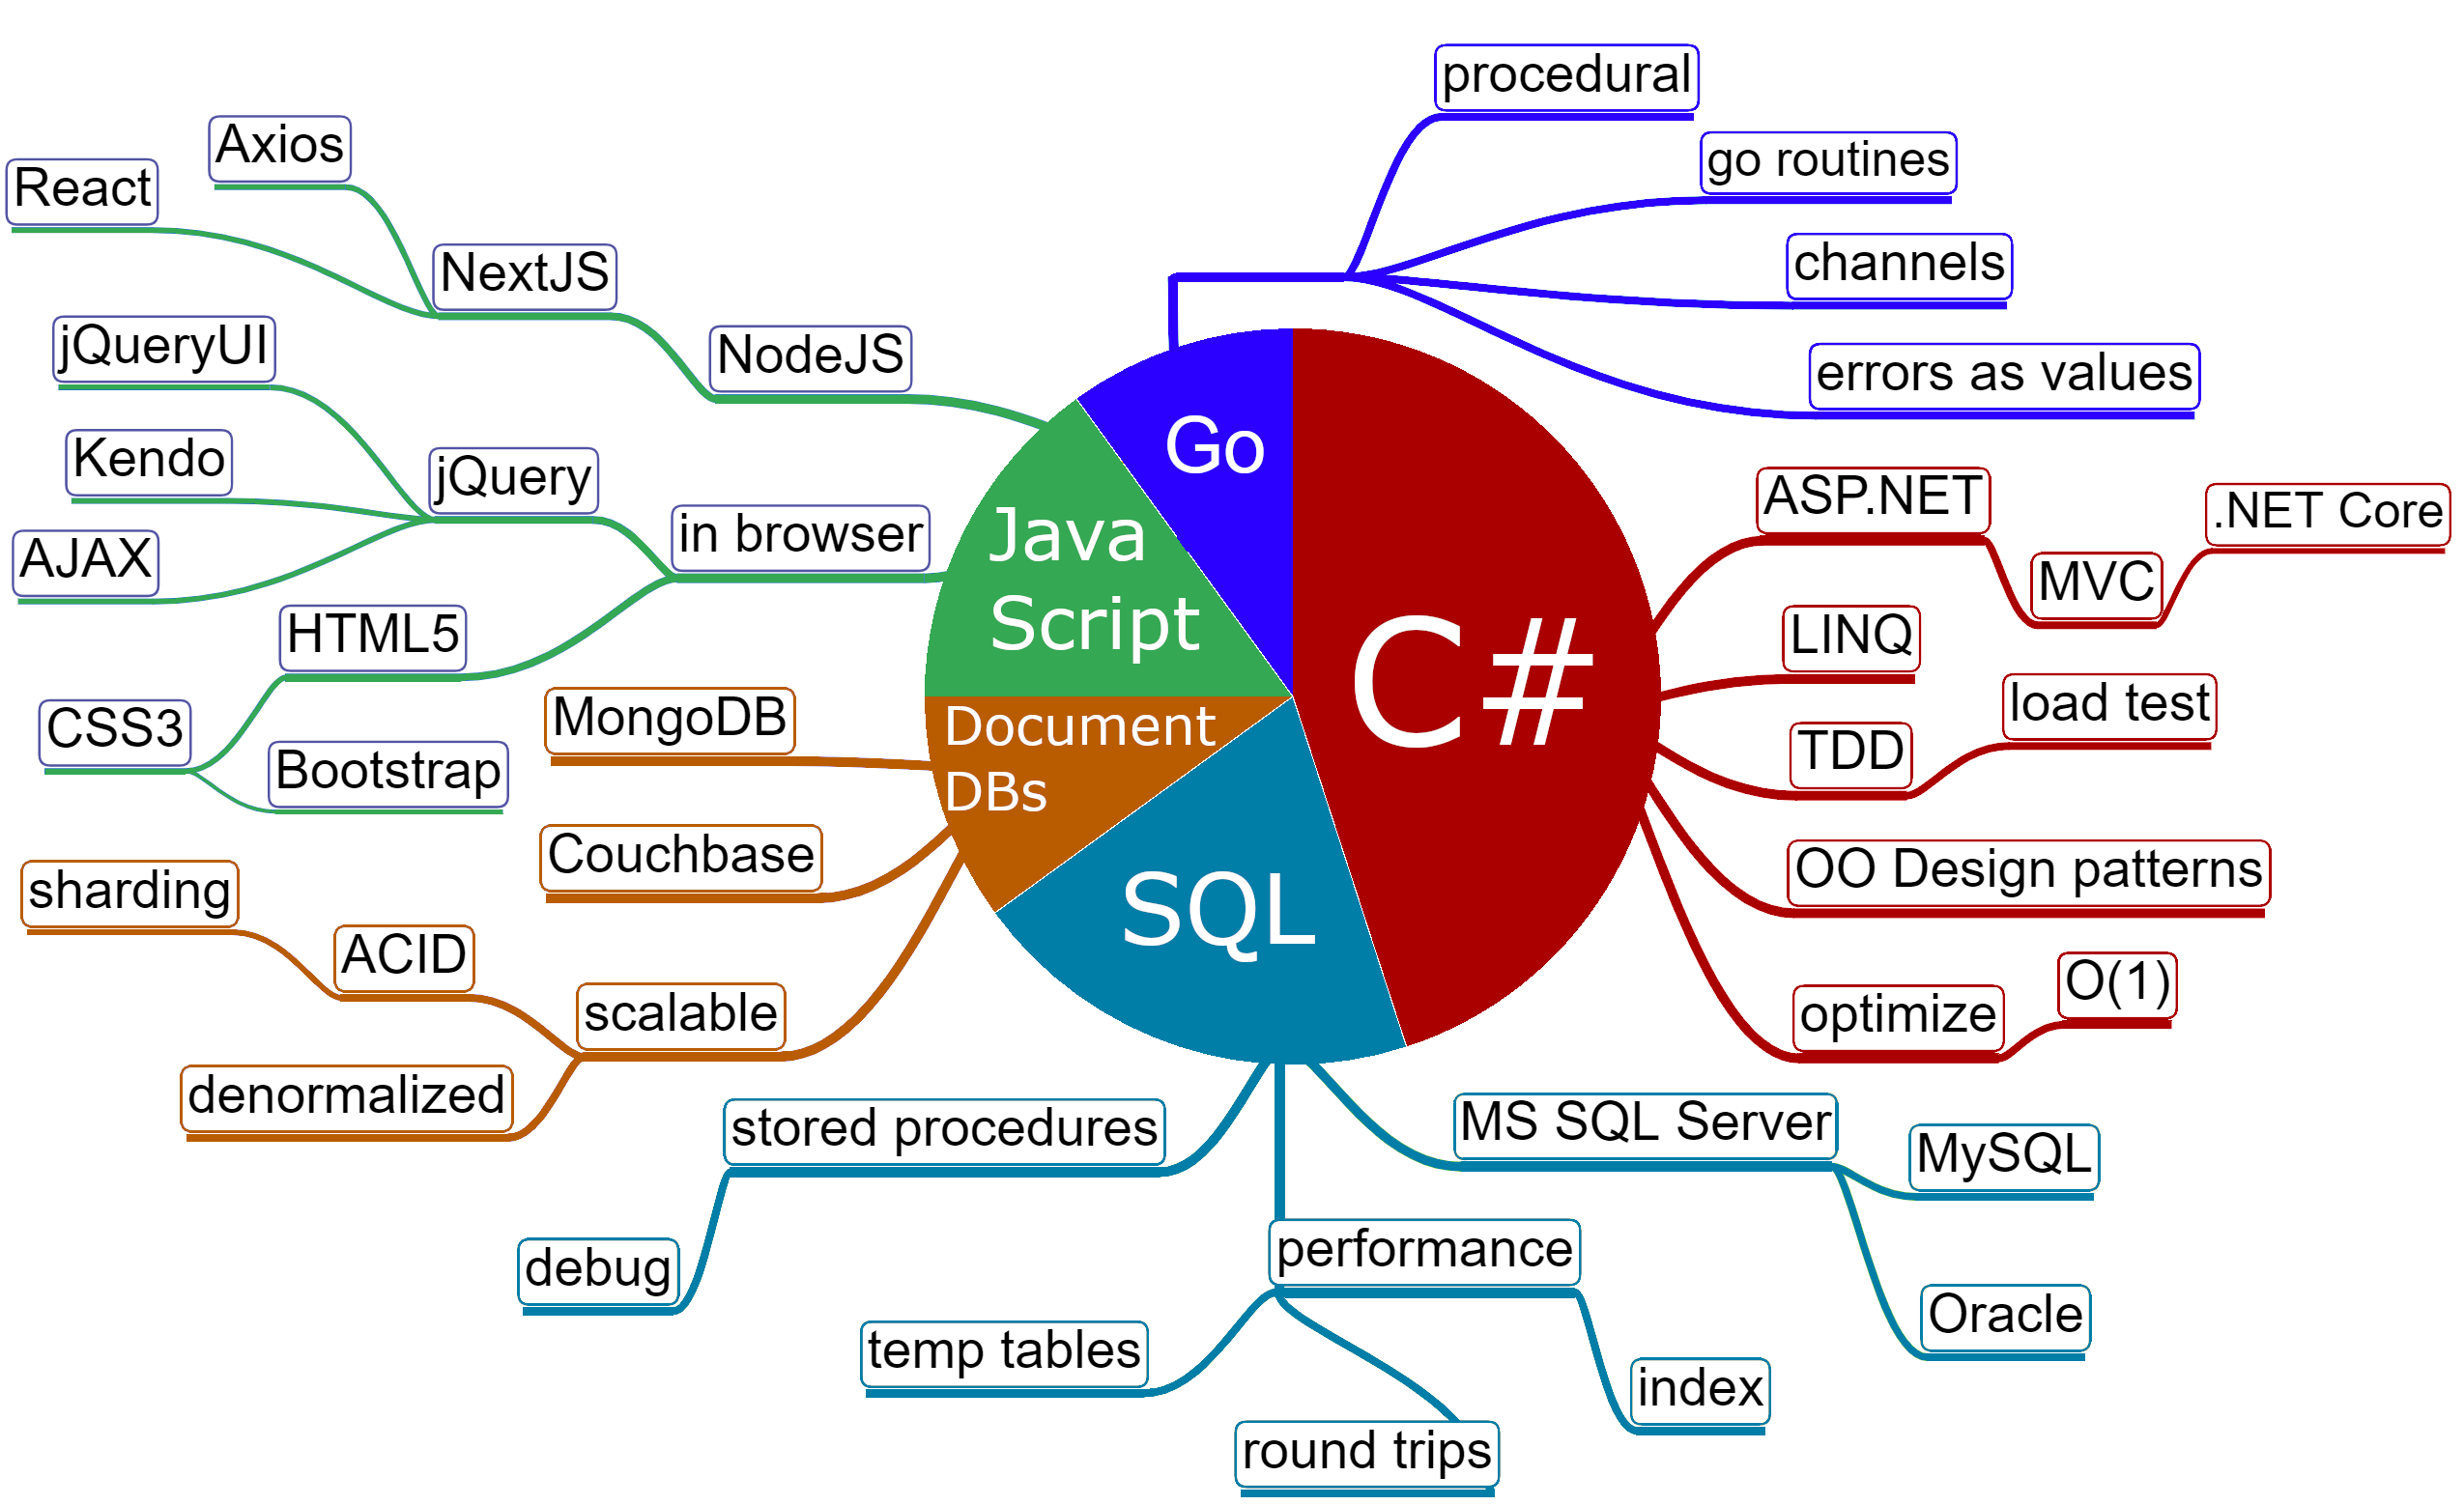 procedural
go routines
channels
errors as values
Axios
React
NextJS
NodeJS
jQueryUI
Kendo
AJAX
jQuery
in browser
HTML5
CSS3
Bootstrap
Go
Java
Script
Document
DBs
SQL
C#
ASP.NET
MVC
.NET Core
LINQ
TDD
load test
OO Design patterns
optimize
O(1)
MongoDB
Couchbase
scalable
ACID
sharding
denormalized
stored procedures
debug
performance
temp tables
round trips
index
MS SQL Server
MySQL
Oracle